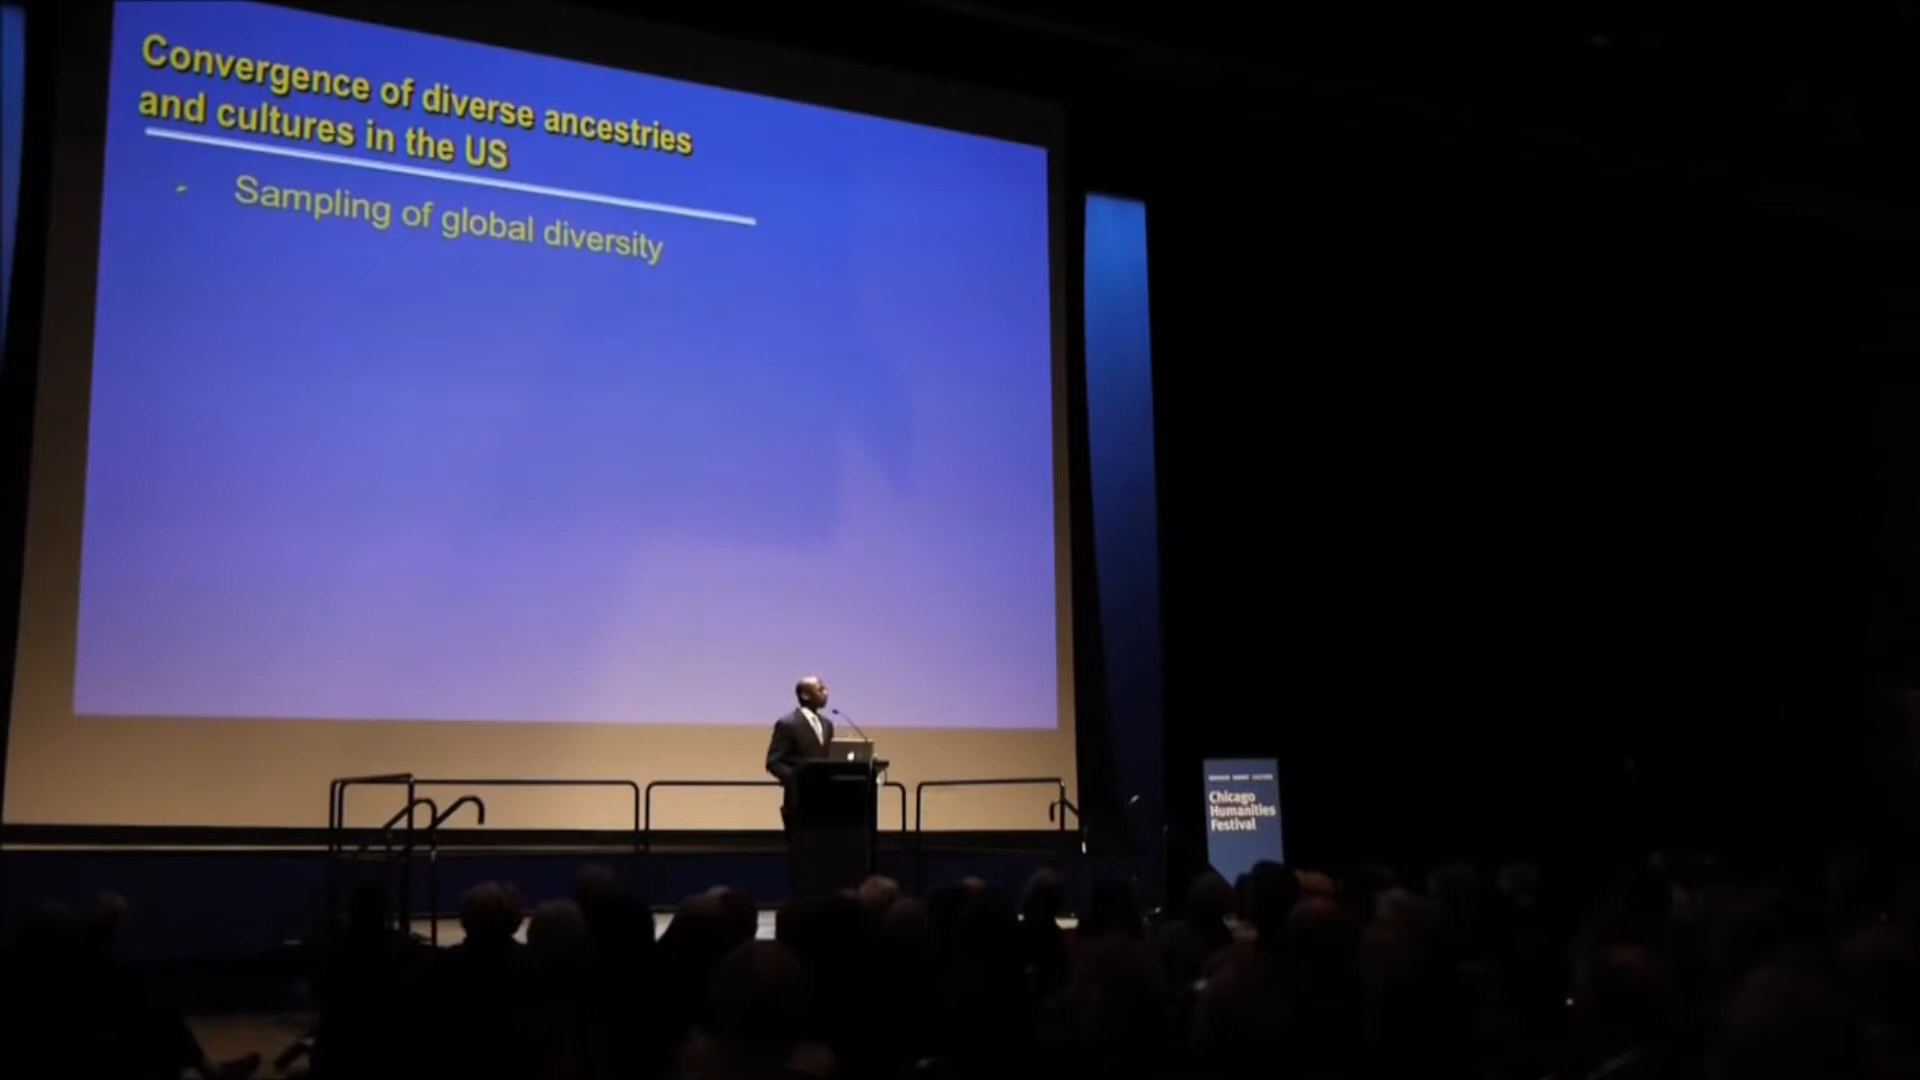 Convergence of diverse ancestries
and cultures in the US
Sampling of global diversity
Chicago
Humanities
Festival